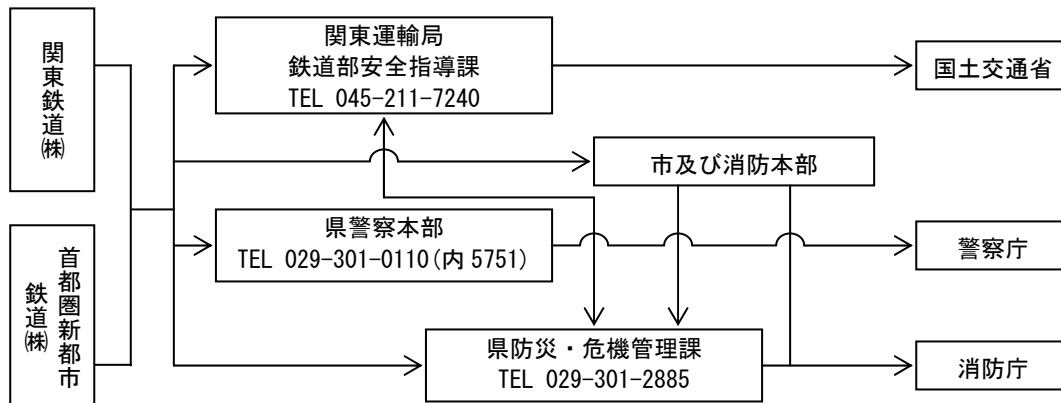 関東鉄道㈱
首都圏新都市
鉄道㈱
関東運輸局
鉄道部安全指導課
TEL 045-211-7240
国土交通省
市及び消防本部
県警察本部
TEL 029-301-0110(内 5751)
警察庁
県防災・危機管理課
TEL 029-301-2885
消防庁